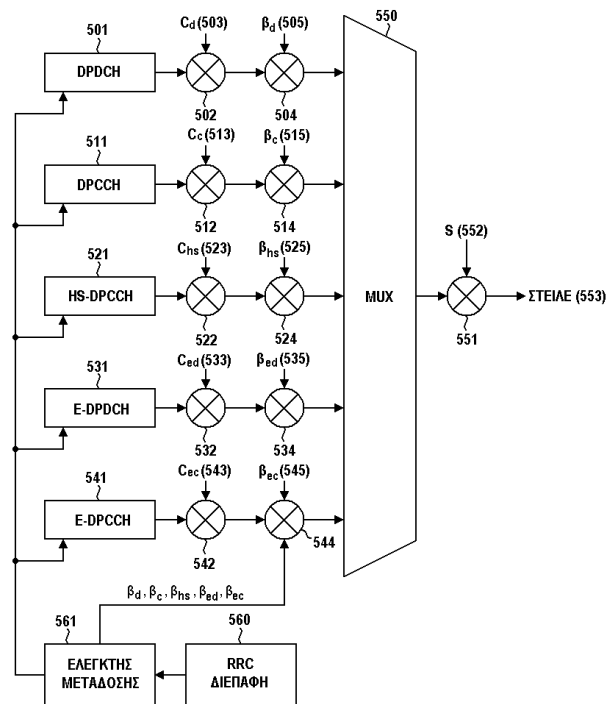 Cd(503) βd(505) 550
501
DPDCH
502 504
Cc(513) βc(515)
511
DPCCH
512 514
S (552)
Chs(523) βhs(525)
521
HS-DPCCH MUX ΣΤΕΙΛΕ (553)
522 524 551
Ced(533) βed(535)
531
E-DPDCH
532 534
Cec(543) βec(545)
541
E-DPCCH
542 544
βd, βc, βhs, βed, βec
561 560
ΕΛΕΓΚΤΗΣ RRC
ΜΕΤΑΔΟΣΗΣ ΔΙΕΠΑΦΗ